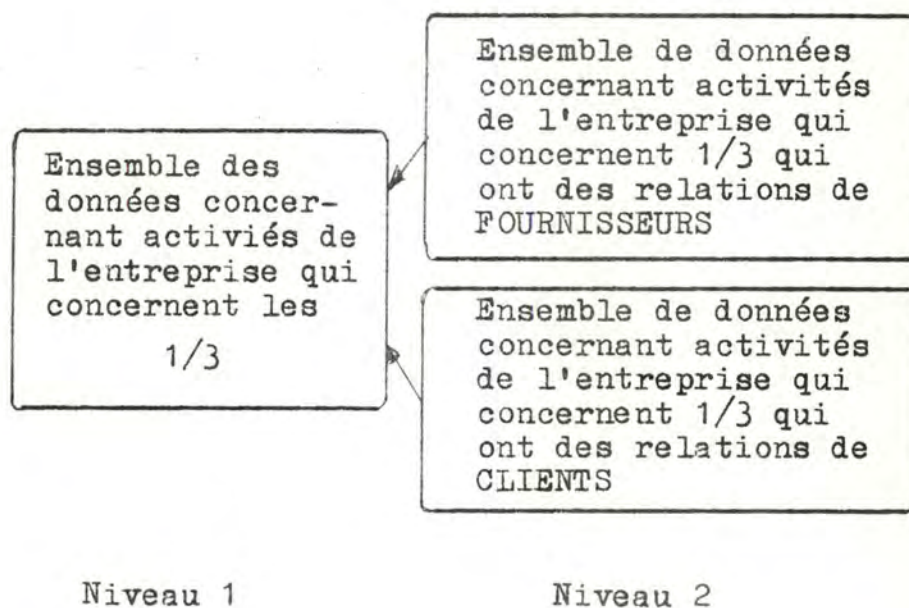 Ensemble des
données concer-
nant activiés de
l'entreprise qui
concernent les
1/3
Ensemble de données
concernant activités
de l'entreprise qui
concernent 1/3 qui
ont des relations de
FOURNISSEURS
Ensemble de données
concernant activités
de l'entreprise qui
concernent 1/3 qui
ont des relations de
CLIENTS
Niveau 1
Niveau 2